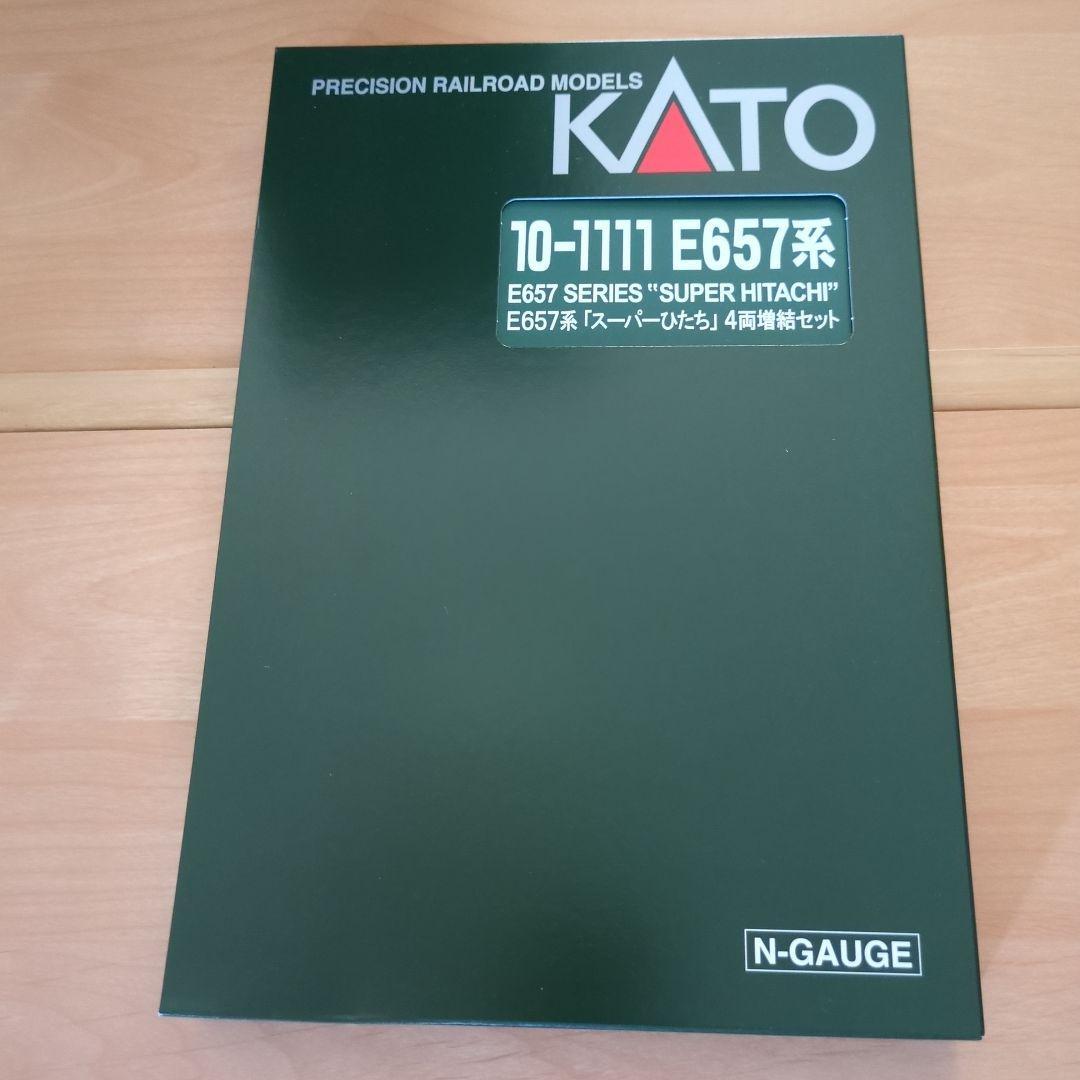 PRECISION RAILROAD MODELS
KATO
10-1111 E657系
E657 SERIES "SUPER HITACHI"
E657系「スーパーひたち」4両増結セット
N-GAUGE